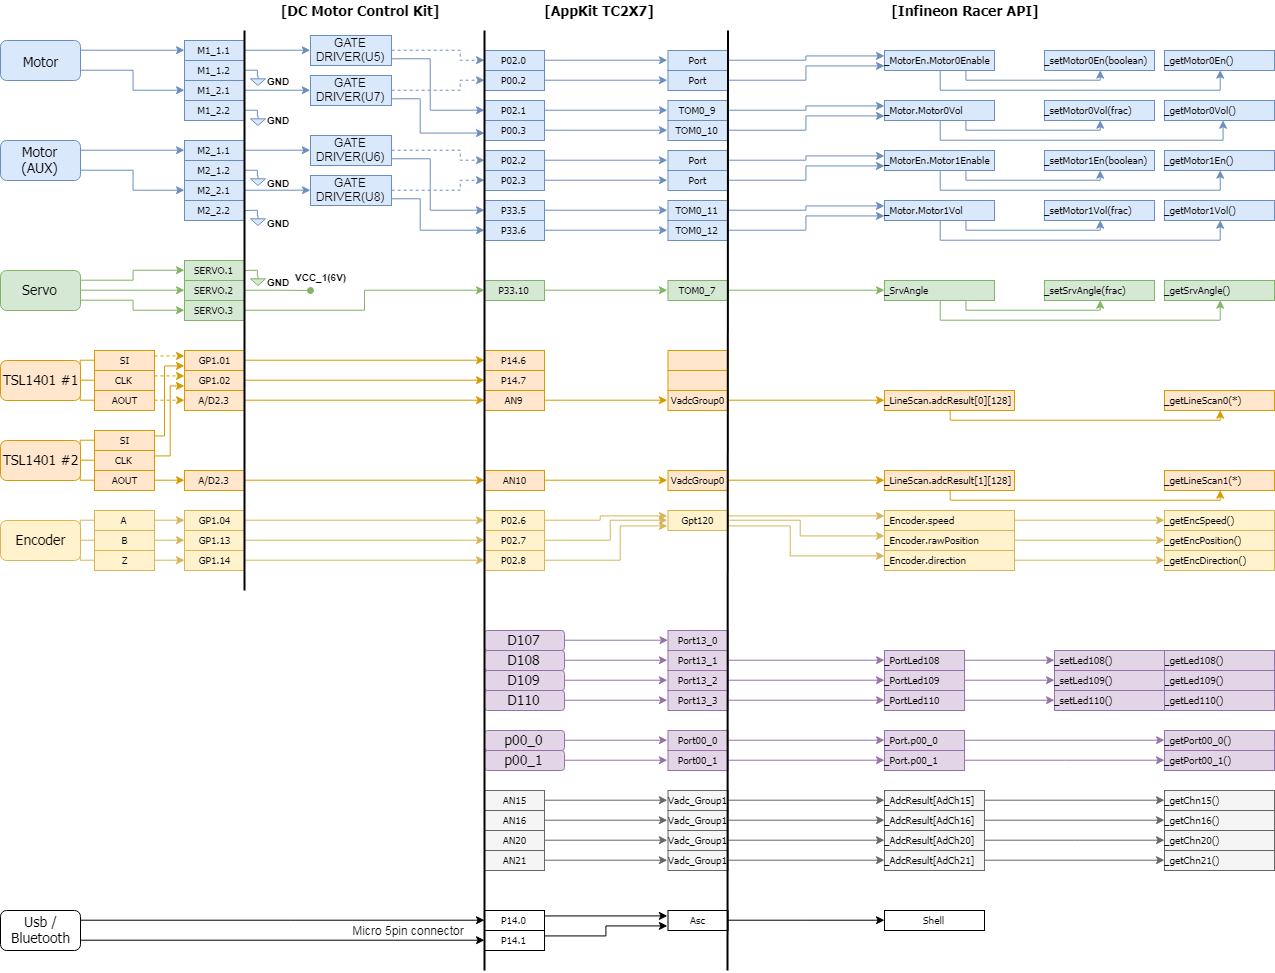 [DC Motor Control Kit]
[AppKit TC2X7]
[Infineon Racer API]
Motor
M1_1.1
M1_1.2
M1_2.1
M1_2.2
GND
GND
GATE
DRIVER(U5)
GATE
DRIVER(U7)
P02.0
P00.2
P02.1
P00.3
Port
Port
TOM0_9
TOM0_10
_MotorEn.Motor0Enable
_setMotor0En(boolean)
_getMotor0En()
_Motor.Motor0Vol
_setMotor0Vol(frac)
_getMotor0Vol()
Motor
(AUX)
M2_1.1
M2_1.2
M2_2.1
M2_2.2
GND
GND
GATE
DRIVER(U6)
GATE
DRIVER(U8)
P02.2
P02.3
P33.5
P33.6
Port
Port
TOM0_11
TOM0_12
_MotorEn.Motor1Enable
_setMotor1En(boolean)
_getMotor1En()
_Motor.Motor1Vol
_setMotor1Vol(frac)
_getMotor1Vol()
Servo
SERVO.1
SERVO.2
SERVO.3
GND
VCC_1(6V)
P33.10
TOM0_7
_SrvAngle
_setSrvAngle(frac)
_getSrvAngle()
TSL1401 #1
SI
CLK
AOUT
GP1.01
GP1.02
A/D2.3
P14.6
P14.7
AN9
VadcGroup0
_LineScan.adcResult[0][128]
_getLineScan0(*)
TSL1401 #2
SI
CLK
AOUT
A/D2.3
AN10
VadcGroup0
_LineScan.adcResult[1][128]
_getLineScan1(*)
Encoder
A
B
Z
GP1.04
GP1.13
GP1.14
P02.6
P02.7
P02.8
Gpt120
_Encoder.speed
_Encoder.rawPosition
_Encoder.direction
_getEncSpeed()
_getEncPosition()
_getEncDirection()
D107
Port13_0
D108
Port13_1
_PortLed108
_setLed108()
_getLed108()
D109
Port13_2
_PortLed109
_setLed109()
_getLed109()
D110
Port13_3
_PortLed110
_setLed110()
_getLed110()
p00_0
Port00_0
_Port.p00_0
_getPort00_0()
p00_1
Port00_1
_Port.p00_1
_getPort00_1()
AN15
Vadc_Group1
_AdcResult[AdCh15]
_getChn15()
AN16
Vadc_Group1
_AdcResult[AdCh16]
_getChn16()
AN20
Vadc_Group1
_AdcResult[AdCh20]
_getChn20()
AN21
Vadc_Group1
_AdcResult[AdCh21]
_getChn21()
Usb /
Bluetooth
Micro 5pin connector
P14.0
P14.1
Asc
Shell